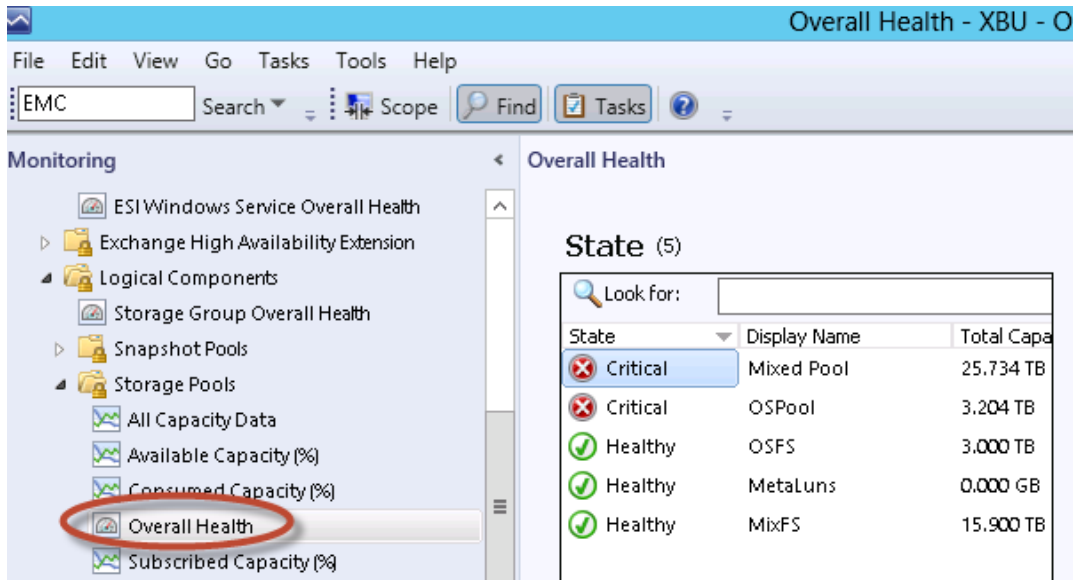 Overall Health - XBU - O
File Edit View Go Tasks Tools Help
EMC Search Scope Find Tasks
Monitoring
ESI Windows Service Overall Health
Exchange High Availability Extension
Logical Components
Storage Group Overall Health
Snapshot Pools
Storage Pools
All Capacity Data
Available Capacity (%)
Consumed Capacity (%)
Overall Health
Subscribed Capacity (%)
Overall Health
State (5)
Look for:
State Display Name Total Capa
Critical Mixed Pool 25.734 TB
Critical OSPool 3.204 TB
Healthy OSFS 3.000 TB
Healthy MetaLuns 0.000 GB
Healthy MixFS 15.900 TB